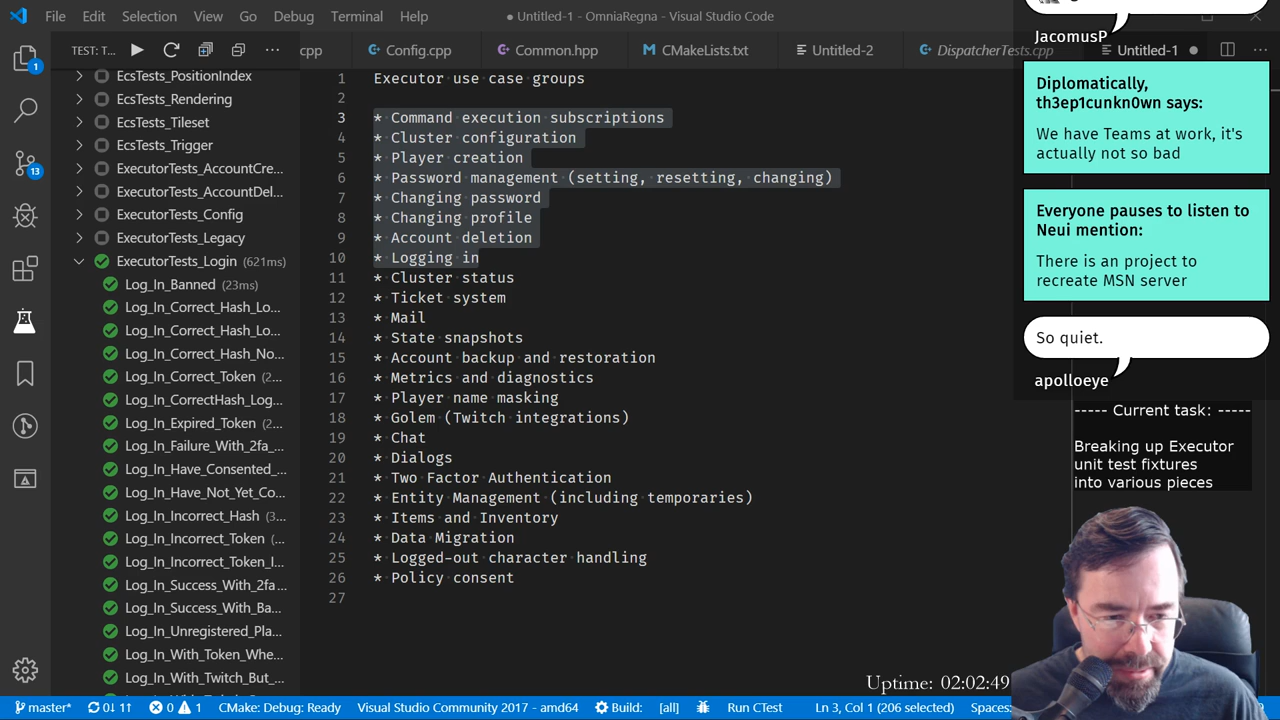 File Edit Selection View Go Debug Terminal Help
● Untitled-1 - OmniaRegna - Visual Studio Code
TEST: T...
cpp
Config.cpp
Common.hpp
CMakeLists.txt
Untitled-2
DispatcherTests.cpp
Untitled-1 ●
1
13
EcsTests_PositionIndex
EcsTests_Rendering
EcsTests_Tileset
EcsTests_Trigger
ExecutorTests_AccountCre...
ExecutorTests_AccountDel...
ExecutorTests_Config
ExecutorTests_Legacy
ExecutorTests_Login (621ms)
Log_In_Banned (23ms)
Log_In_Correct_Hash_Lo...
Log_In_Correct_Hash_Lo...
Log_In_Correct_Hash_No...
Log_In_Correct_Token (2...
Log_In_CorrectHash_Log...
Log_In_Expired_Token (2...
Log_In_Failure_With_2fa_...
Log_In_Have_Consented_...
Log_In_Have_Not_Yet_Co...
Log_In_Incorrect_Hash (3...
Log_In_Incorrect_Token (...
Log_In_Incorrect_Token_I...
Log_In_Success_With_2fa...
Log_In_Success_With_Ba...
Log_In_Unregistered_Pla...
Log_In_With_Token_Whe...
Log_In_With_Twitch_But_...
1 Executor use case groups
2
3 * Command execution subscriptions
4 * Cluster configuration
5 * Player creation
6 * Password management (setting, resetting, changing)
7 * Changing password
8 * Changing profile
9 * Account deletion
10 * Logging in
11 * Cluster status
12 * Ticket system
13 * Mail
14 * State snapshots
15 * Account backup and restoration
16 * Metrics and diagnostics
17 * Player name masking
18 * Golem (Twitch integrations)
19 * Chat
20 * Dialogs
21 * Two Factor Authentication
22 * Entity Management (including temporaries)
23 * Items and Inventory
24 * Data Migration
25 * Logged-out character handling
26 * Policy consent
27
JacomusP
Diplomatically,
th3ep1cunkn0wn says:
We have Teams at work, it's
actually not so bad
Everyone pauses to listen to
Neui mention:
There is an project to
recreate MSN server
So quiet.
apolloeye
----- Current task: -----
Breaking up Executor
unit test fixtures
into various pieces
Uptime: 02:02:49
master* 0↓ 1↑ 0 1 CMake: Debug: Ready Visual Studio Community 2017 - amd64 Build: [all] Run CTest Ln 3, Col 1 (206 selected) Spaces: